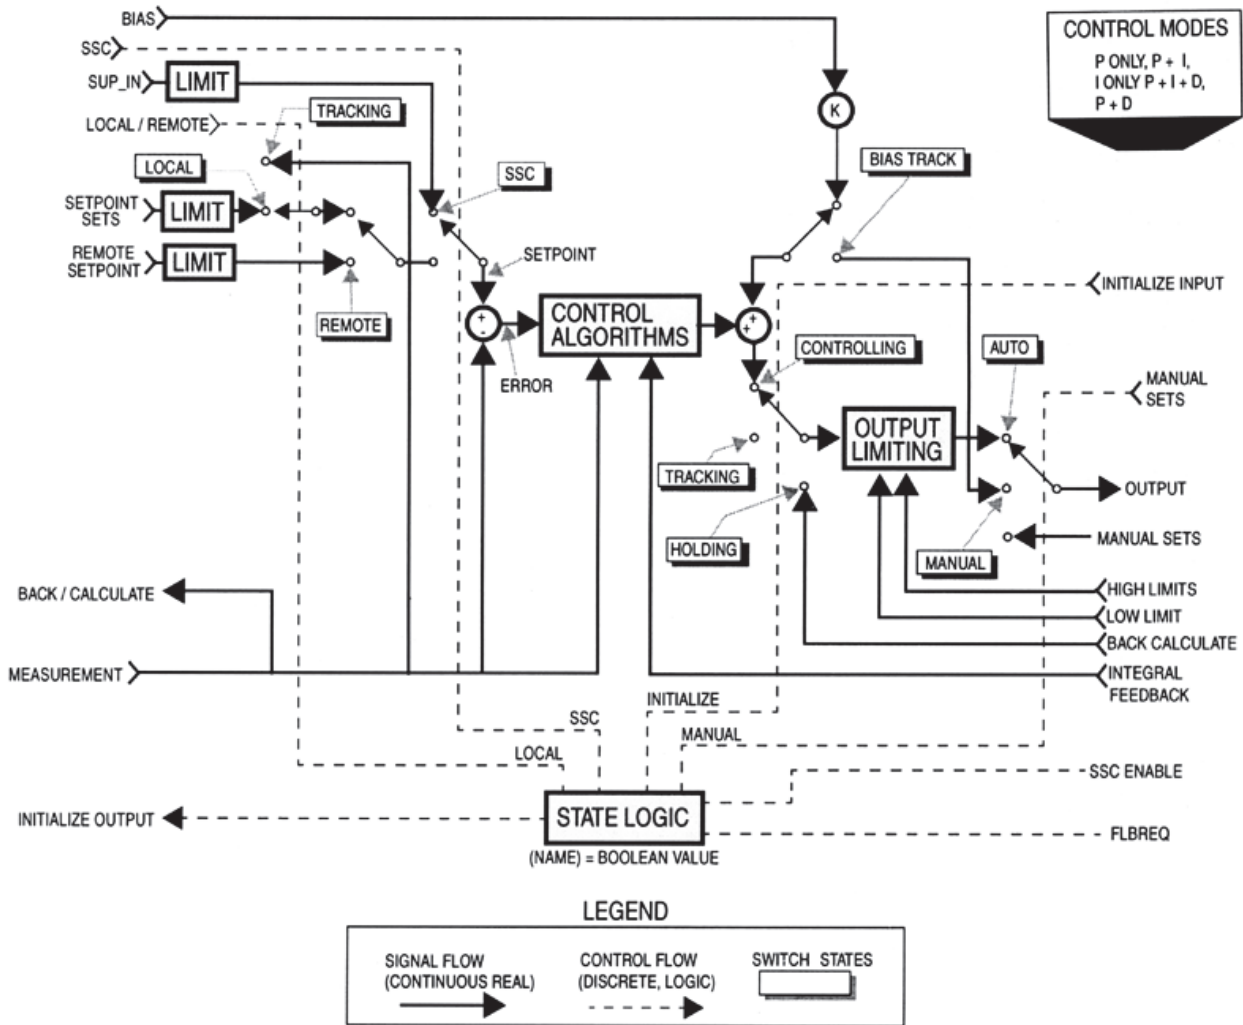 BIAS
SSC
SUP_IN
LIMIT
LOCAL / REMOTE
TRACKING
LOCAL
SETPOINT
SETS
LIMIT
REMOTE
SETPOINT
LIMIT
REMOTE
SSC
SETPOINT
K
BIAS TRACK
CONTROL MODES
P ONLY, P + I,
I ONLY P + I + D,
P + D
INITIALIZE INPUT
+
-
ERROR
CONTROL
ALGORITHMS
+
+
CONTROLLING
AUTO
MANUAL
SETS
OUTPUT
LIMITING
TRACKING
HOLDING
OUTPUT
MANUAL
MANUAL SETS
BACK / CALCULATE
HIGH LIMITS
LOW LIMIT
BACK CALCULATE
MEASUREMENT
INTEGRAL
FEEDBACK
INITIALIZE
SSC
MANUAL
LOCAL
SSC ENABLE
INITIALIZE OUTPUT
STATE LOGIC
FLBREQ
(NAME) = BOOLEAN VALUE
LEGEND
SIGNAL FLOW
(CONTINUOUS REAL)
CONTROL FLOW
(DISCRETE, LOGIC)
SWITCH STATES